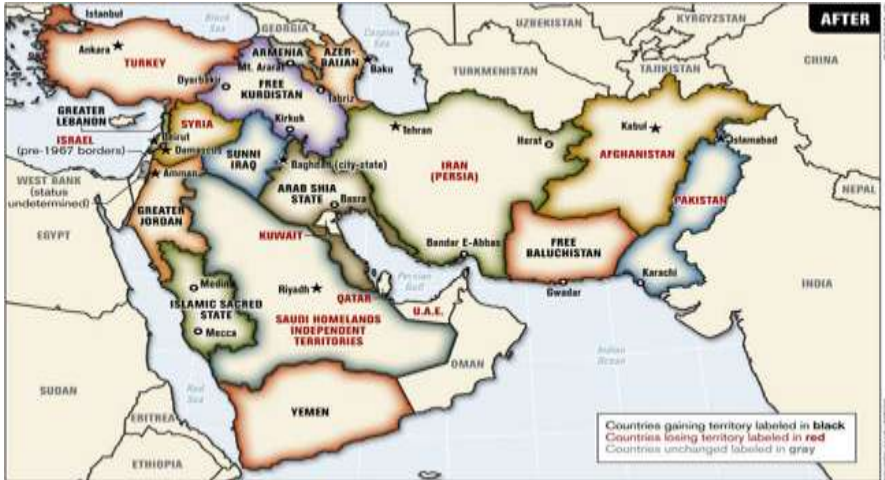 AFTER
Istanbul
Black
Sea
GEORGIA
Caspian
Sea
UZBEKISTAN
KYRGYZSTAN
Ankara
TURKEY
ARMENIA
Mt. Ararat
AZER-
BAIJAN
Baku
TURKMENISTAN
TAJIKISTAN
CHINA
Dyarbakir
FREE
KURDISTAN
Tabriz
GREATER
LEBANON
SYRIA
Kirkuk
Tehran
Herat
Kabul
Islamabad
ISRAEL
(pre-1967 borders)
Beirut
Damascus
SUNNI
IRAQ
Baghdad (city-state)
IRAN
(PERSIA)
AFGHANISTAN
WEST BANK
(status
undetermined)
Amman
ARAB SHIA
STATE
Basra
PAKISTAN
NEPAL
EGYPT
GREATER
JORDAN
KUWAIT
Bandar E-Abbas
FREE
BALUCHISTAN
Karachi
Gwadar
INDIA
Medina
ISLAMIC SACRED
STATE
Mecca
Riyadh
QATAR
Persian
Gulf
SAUDI HOMELANDS
INDEPENDENT
TERRITORIES
U.A.E.
OMAN
Indian
Ocean
SUDAN
Red
Sea
YEMEN
ERITREA
ETHIOPIA
Countries gaining territory labeled in black
Countries losing territory labeled in red
Countries unchanged labeled in gray